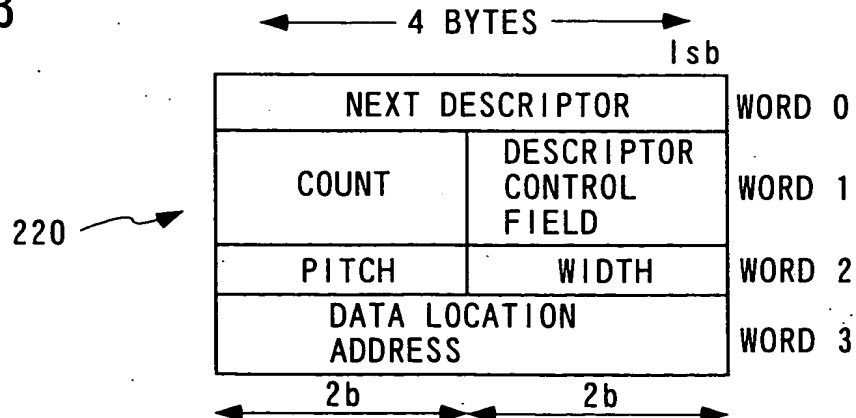 4 BYTES
lsb
NEXT DESCRIPTOR WORD 0
COUNT DESCRIPTOR CONTROL FIELD WORD 1
220
PITCH WIDTH WORD 2
DATA LOCATION ADDRESS WORD 3
2b 2b